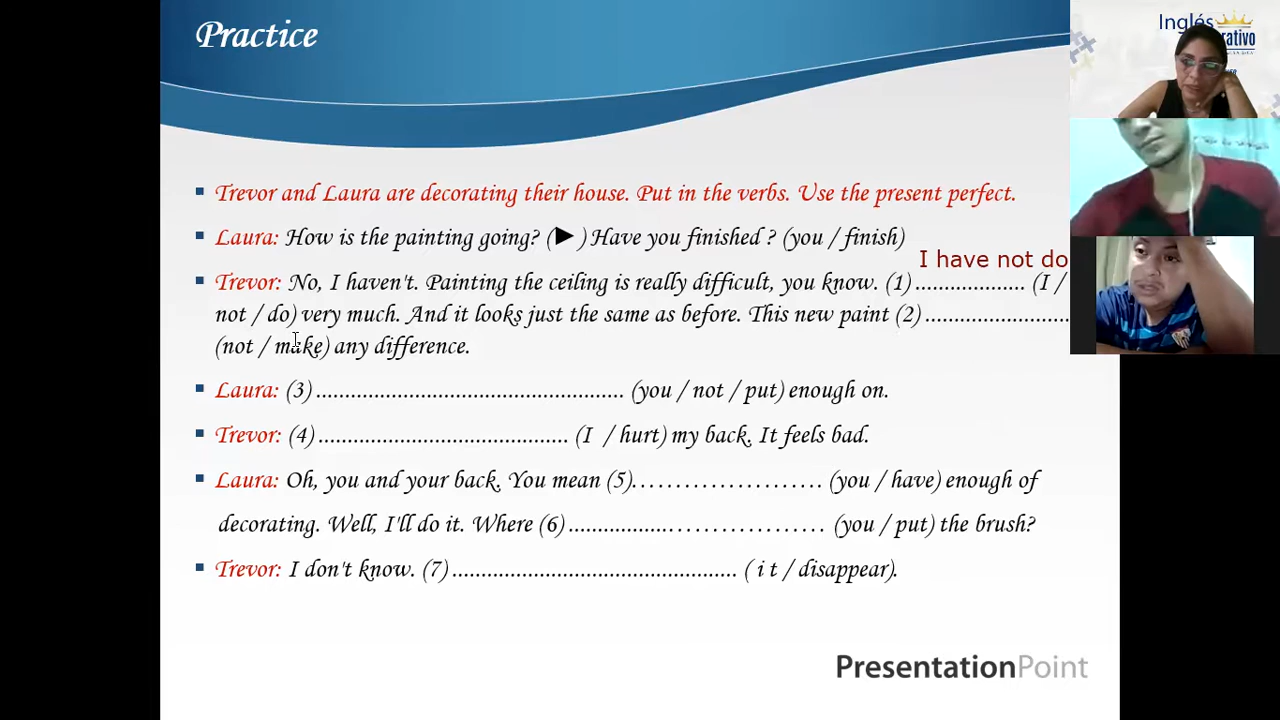 Practice
Inglés
rativo
Trevor and Laura are decorating their house. Put in the verbs. Use the present perfect.
Laura: How is the painting going? (► ) Have you finished ? (you / finish)
I have not do
Trevor: No, I haven't. Painting the ceiling is really difficult, you know. (1) ................... (I /
not / do) very much. And it looks just the same as before. This new paint (2) .........................
(not / make) any difference.
Laura: (3) ..................................................... (you / not / put) enough on.
Trevor: (4) ........................................... (I / hurt) my back. It feels bad.
Laura: Oh, you and your back. You mean (5)…………………. (you / have) enough of
decorating. Well, I'll do it. Where (6) .................……………… (you / put) the brush?
Trevor: I don't know. (7) ................................................. ( i t / disappear).
PresentationPoint